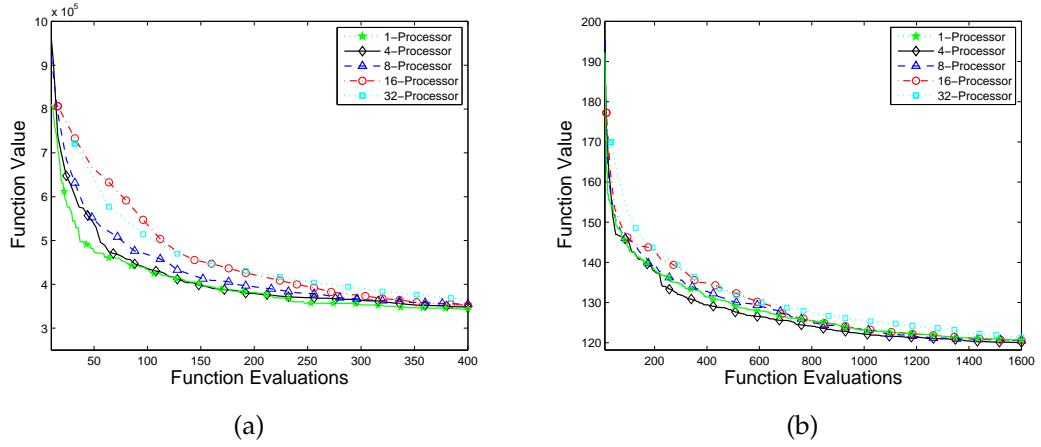 x 10⁵
10
9
8
7
6
5
4
3
Function Value
50 100 150 200 250 300 350 400
Function Evaluations
1−Processor
4−Processor
8−Processor
16−Processor
32−Processor
(a)
200
190
180
170
160
150
140
130
120
Function Value
200 400 600 800 1000 1200 1400 1600
Function Evaluations
1−Processor
4−Processor
8−Processor
16−Processor
32−Processor
(b)